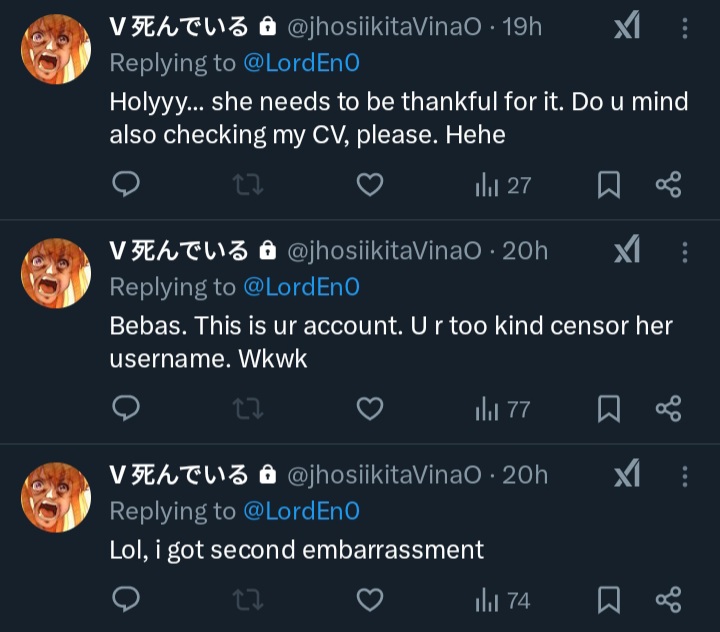 V 死んでいる @jhosiikitaVinaO · 19h
Replying to @LordEn0
Holyyy... she needs to be thankful for it. Do u mind
also checking my CV, please. Hehe
27
V 死んでいる @jhosiikitaVinaO · 20h
Replying to @LordEn0
Bebas. This is ur account. U r too kind censor her
username. Wkwk
77
V 死んでいる @jhosiikitaVinaO · 20h
Replying to @LordEn0
Lol, i got second embarrassment
74